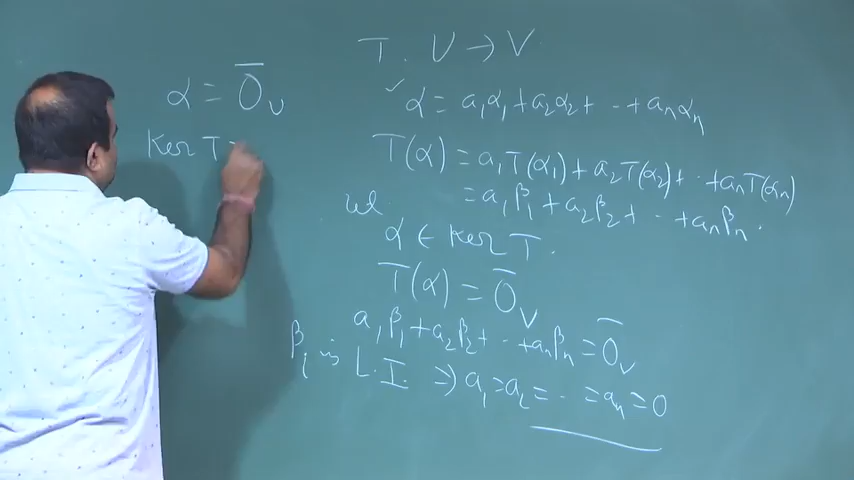 α = 0̅_V
Ker T =
T. V → V
✓ α = a₁α₁ + a₂α₂ + ·· + aₙαₙ
T(α) = a₁T(α₁) + a₂T(α₂) + ·· + aₙT(αₙ)
= a₁β₁ + a₂β₂ + ·· + aₙβₙ.
let
α ∈ Ker T.
T(α) = 0̅_V
a₁β₁ + a₂β₂ + ·· + aₙβₙ = 0̅_V
βᵢ is L.I. ⇒ a₁ = a₂ = ·· = aₙ = 0